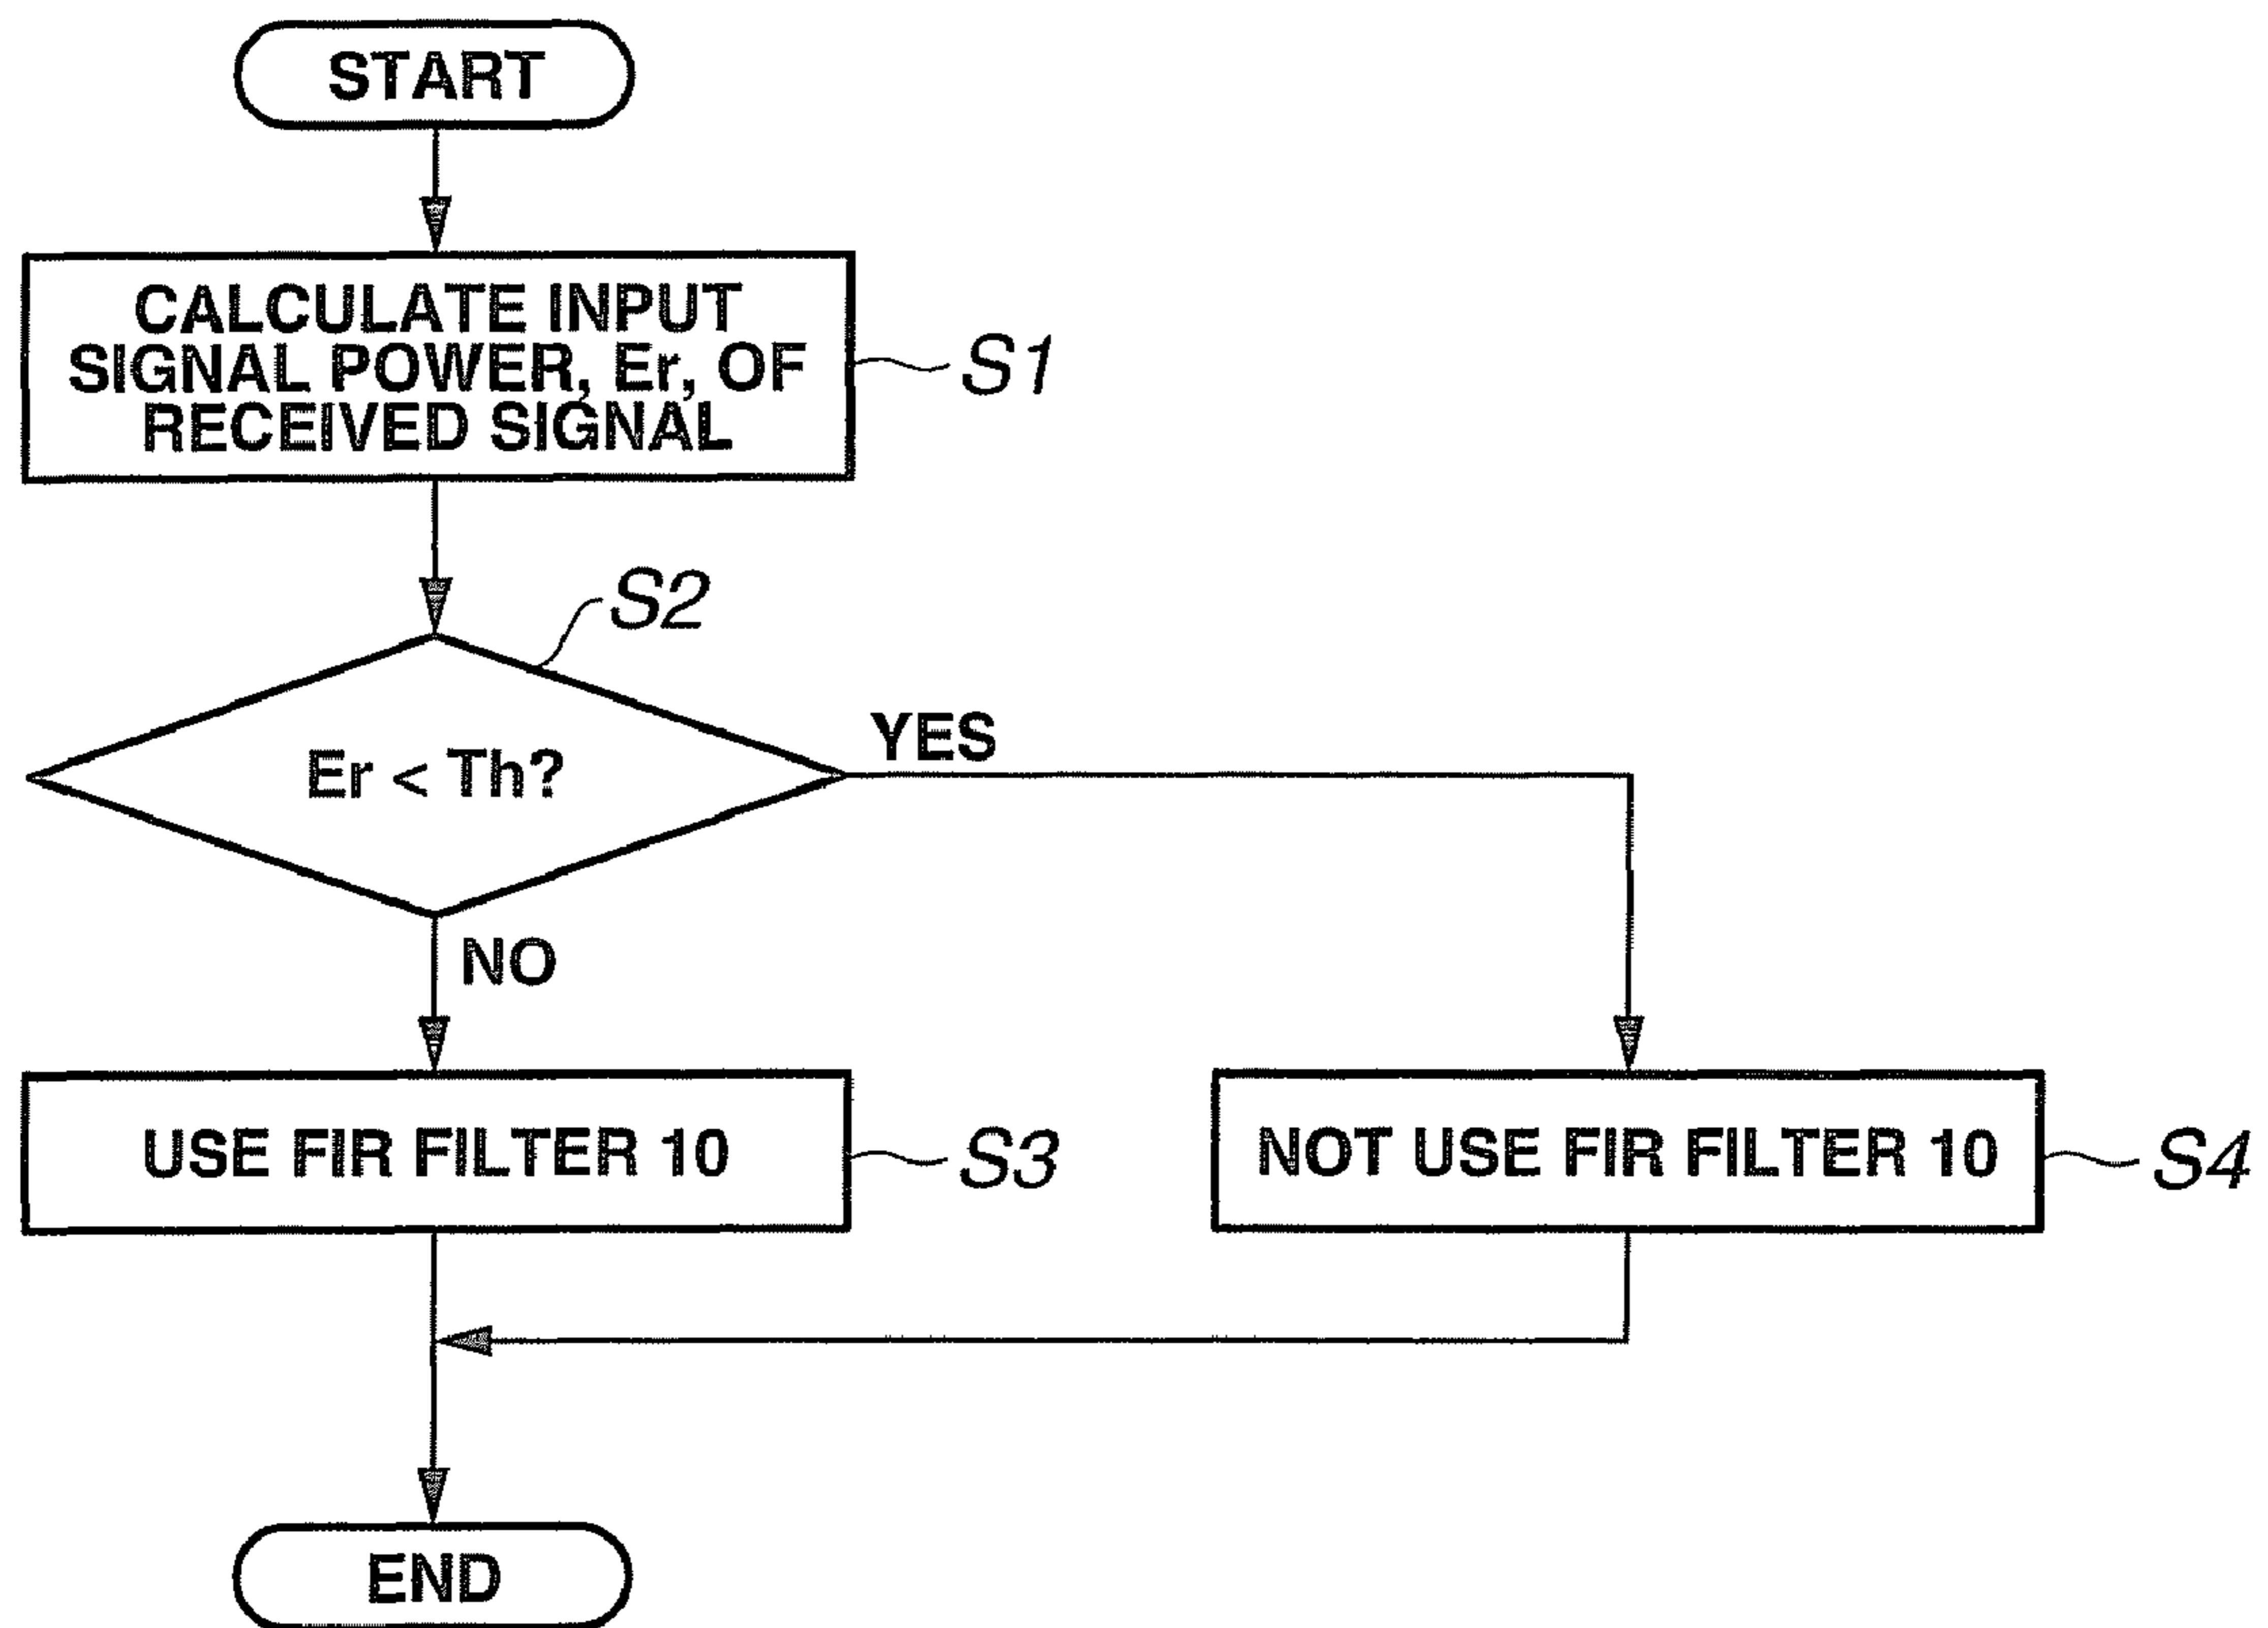 START
CALCULATE INPUT
SIGNAL POWER, Er, OF
RECEIVED SIGNAL
S1
S2
Er < Th?
YES
NO
USE FIR FILTER 10
S3
NOT USE FIR FILTER 10
S4
END